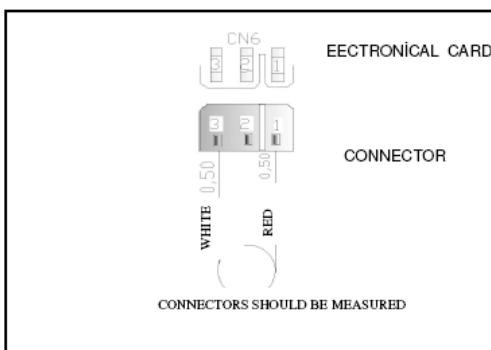 CN6
EECTRONİCAL CARD
3 2 1
3 2 1
CONNECTOR
0,50 0,50
WHITE RED
CONNECTORS SHOULD BE MEASURED